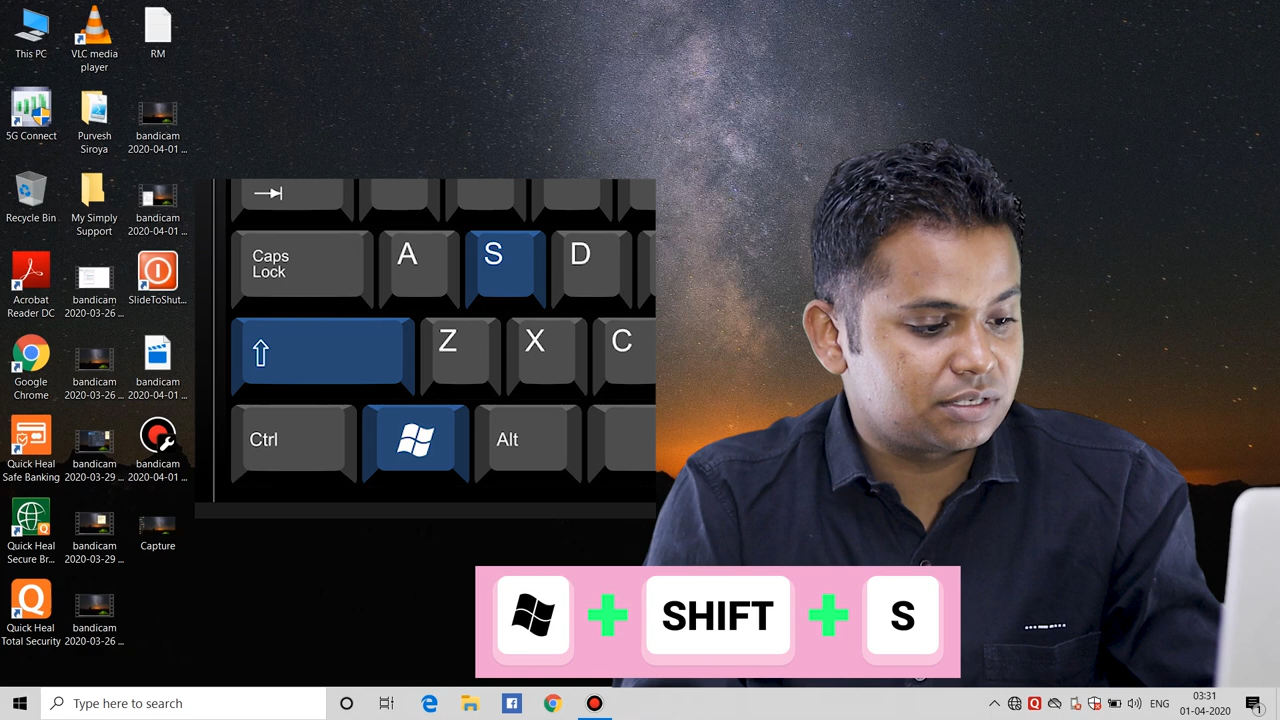 This PC
VLC media
player
RM
5G Connect
Purvesh
Siroya
bandicam
2020-04-01 ...
Recycle Bin
My Simply
Support
bandicam
2020-04-01 ...
Acrobat
Reader DC
bandicam
2020-03-26 ...
SlideToShut...
Google
Chrome
bandicam
2020-03-26 ...
bandicam
2020-04-01 ...
Quick Heal
Safe Banking
bandicam
2020-03-29 ...
bandicam
2020-04-01 ...
Quick Heal
Secure Br...
bandicam
2020-03-29 ...
Capture
Quick Heal
Total Security
bandicam
2020-03-26 ...
Caps
Lock
A
S
D
Z
X
C
Ctrl
Alt
+ SHIFT + S
Type here to search
ENG
03:31
01-04-2020
1